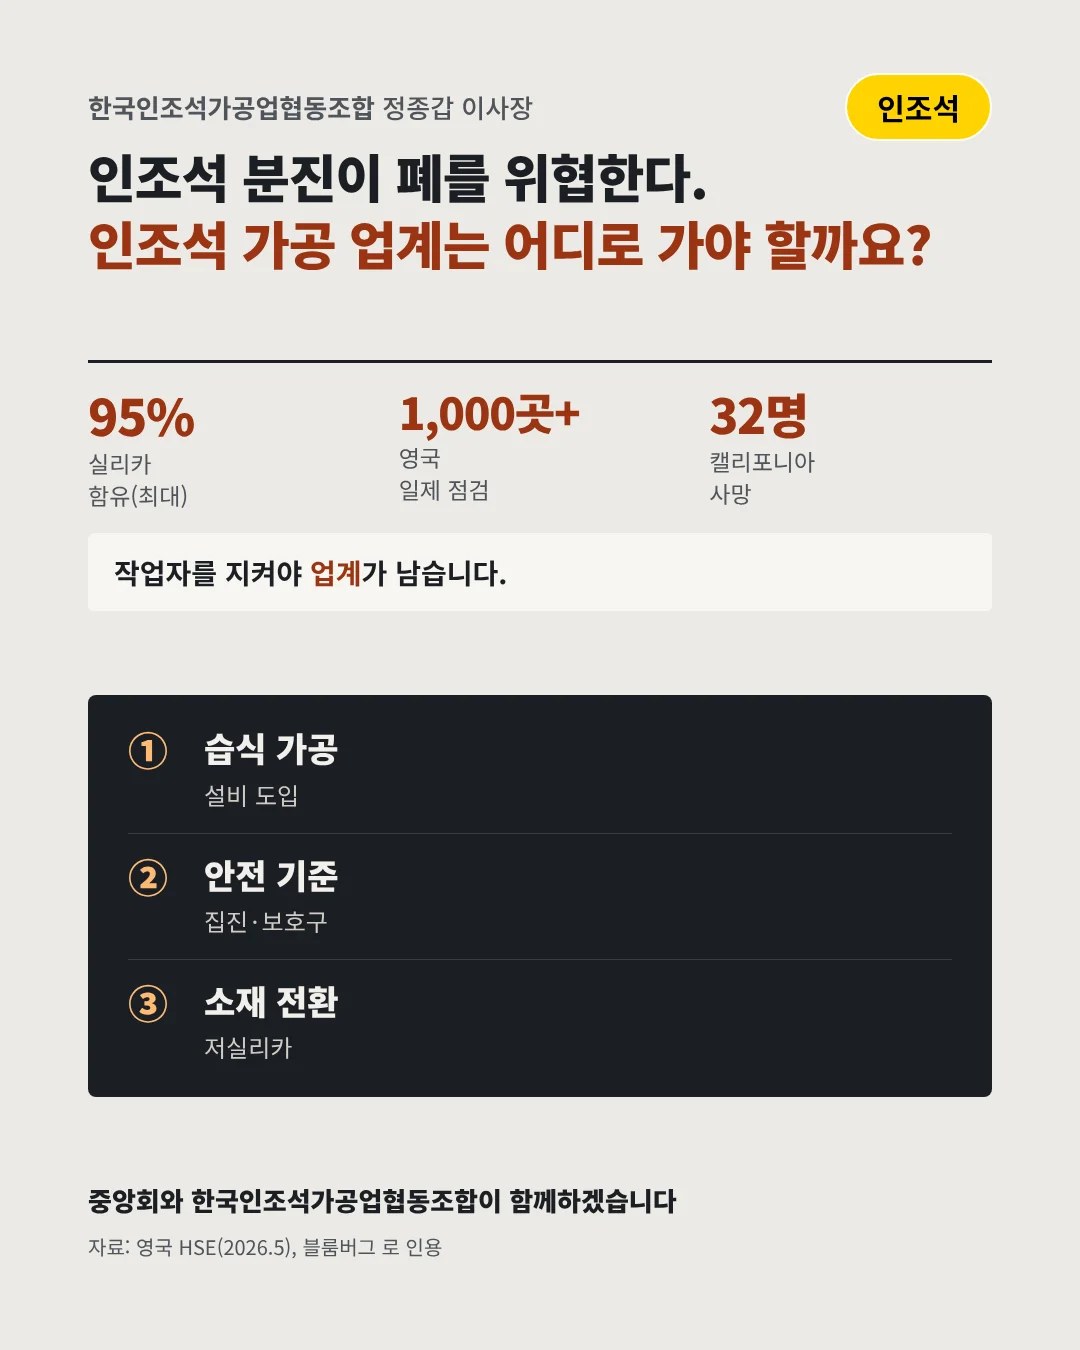 한국인조석가공업협동조합 정종갑 이사장
인조석
인조석 분진이 폐를 위협한다.
인조석 가공 업계는 어디로 가야 할까요?
95%
실리카
함유(최대)
1,000곳+
영국
일제 점검
32명
캘리포니아
사망
작업자를 지켜야 업계가 남습니다.
① 습식 가공
설비 도입
② 안전 기준
집진·보호구
③ 소재 전환
저실리카
중앙회와 한국인조석가공업협동조합이 함께하겠습니다
자료: 영국 HSE(2026.5), 블룸버그 로 인용